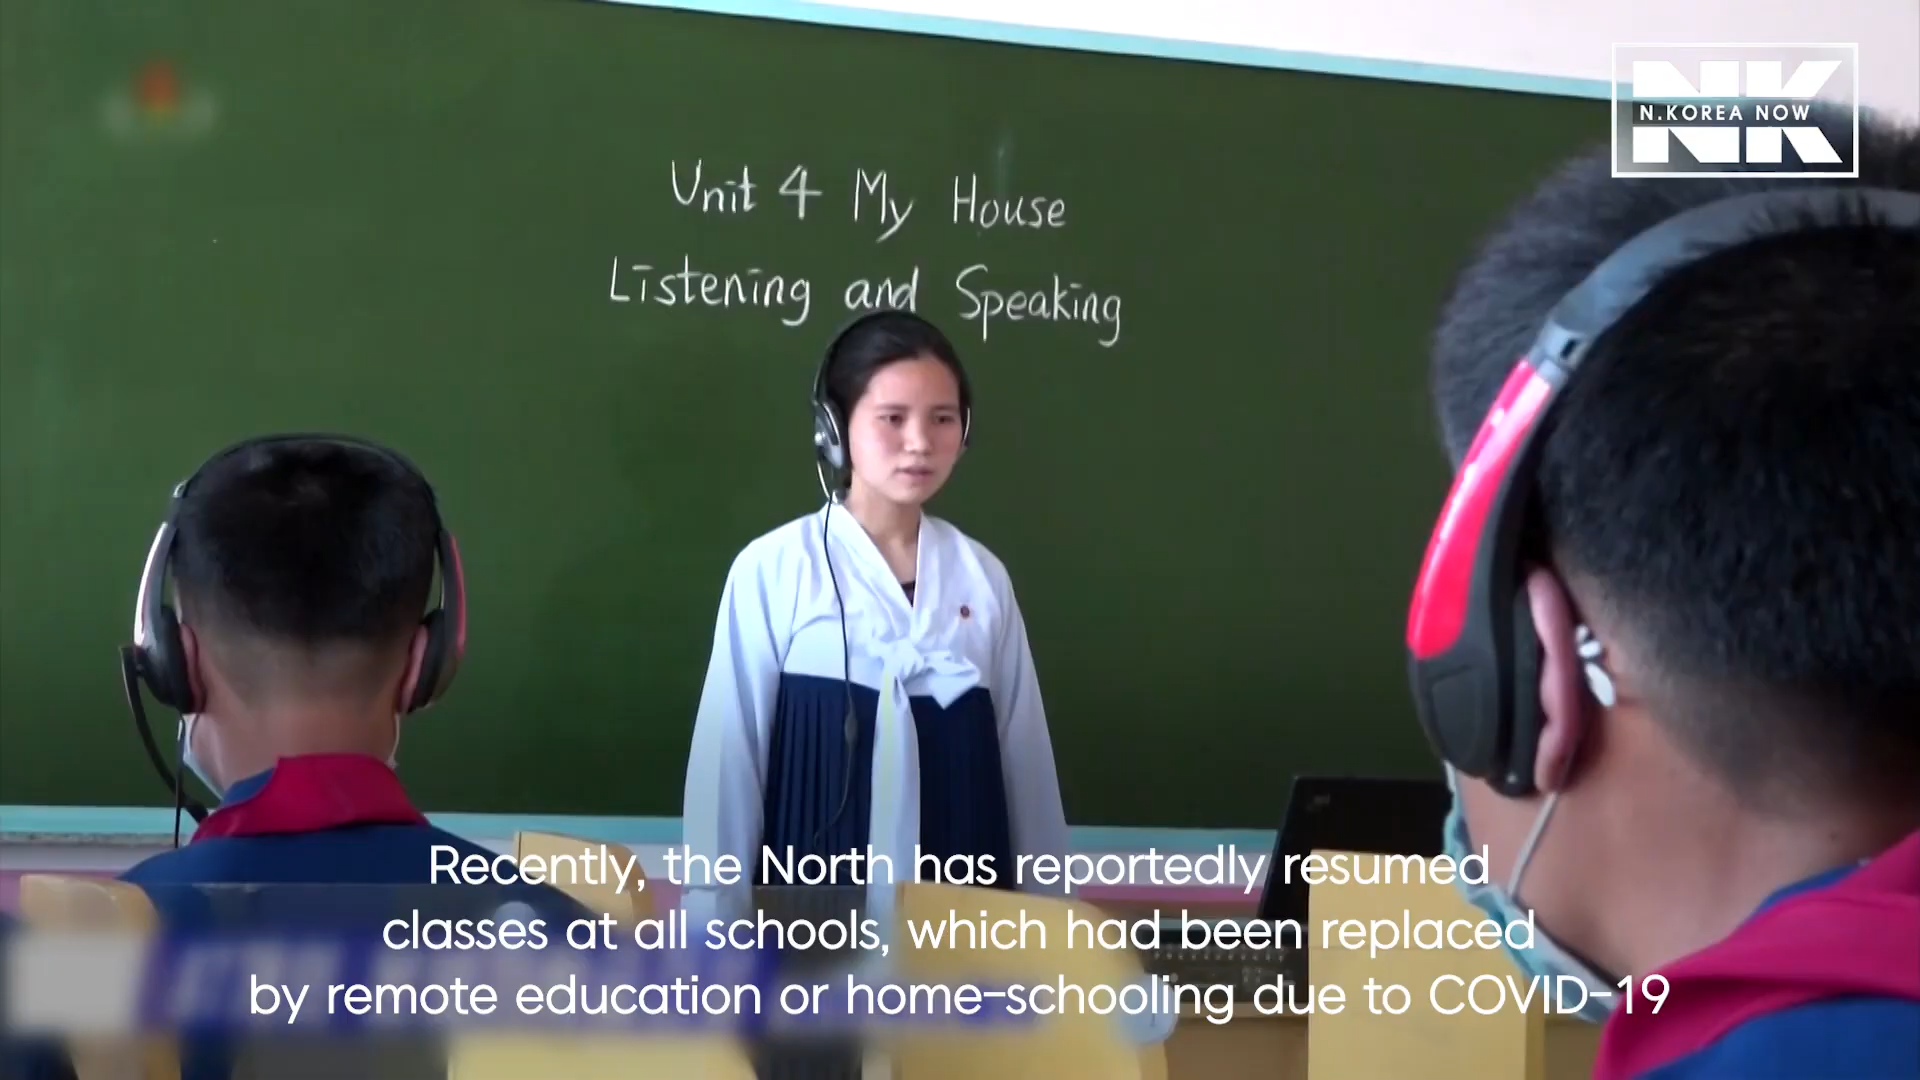 N.KOREA NOW
NK
Unit 4 My House
Listening and Speaking
Recently, the North has reportedly resumed
classes at all schools, which had been replaced
by remote education or home-schooling due to COVID-19